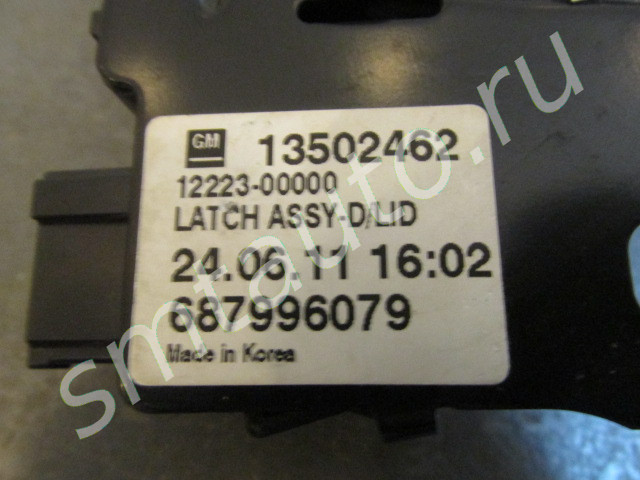 GM 13502462
12223-00000
LATCH ASSY-D/LID
24.06.11 16:02
687996079
Made in Korea
smtauto.ru